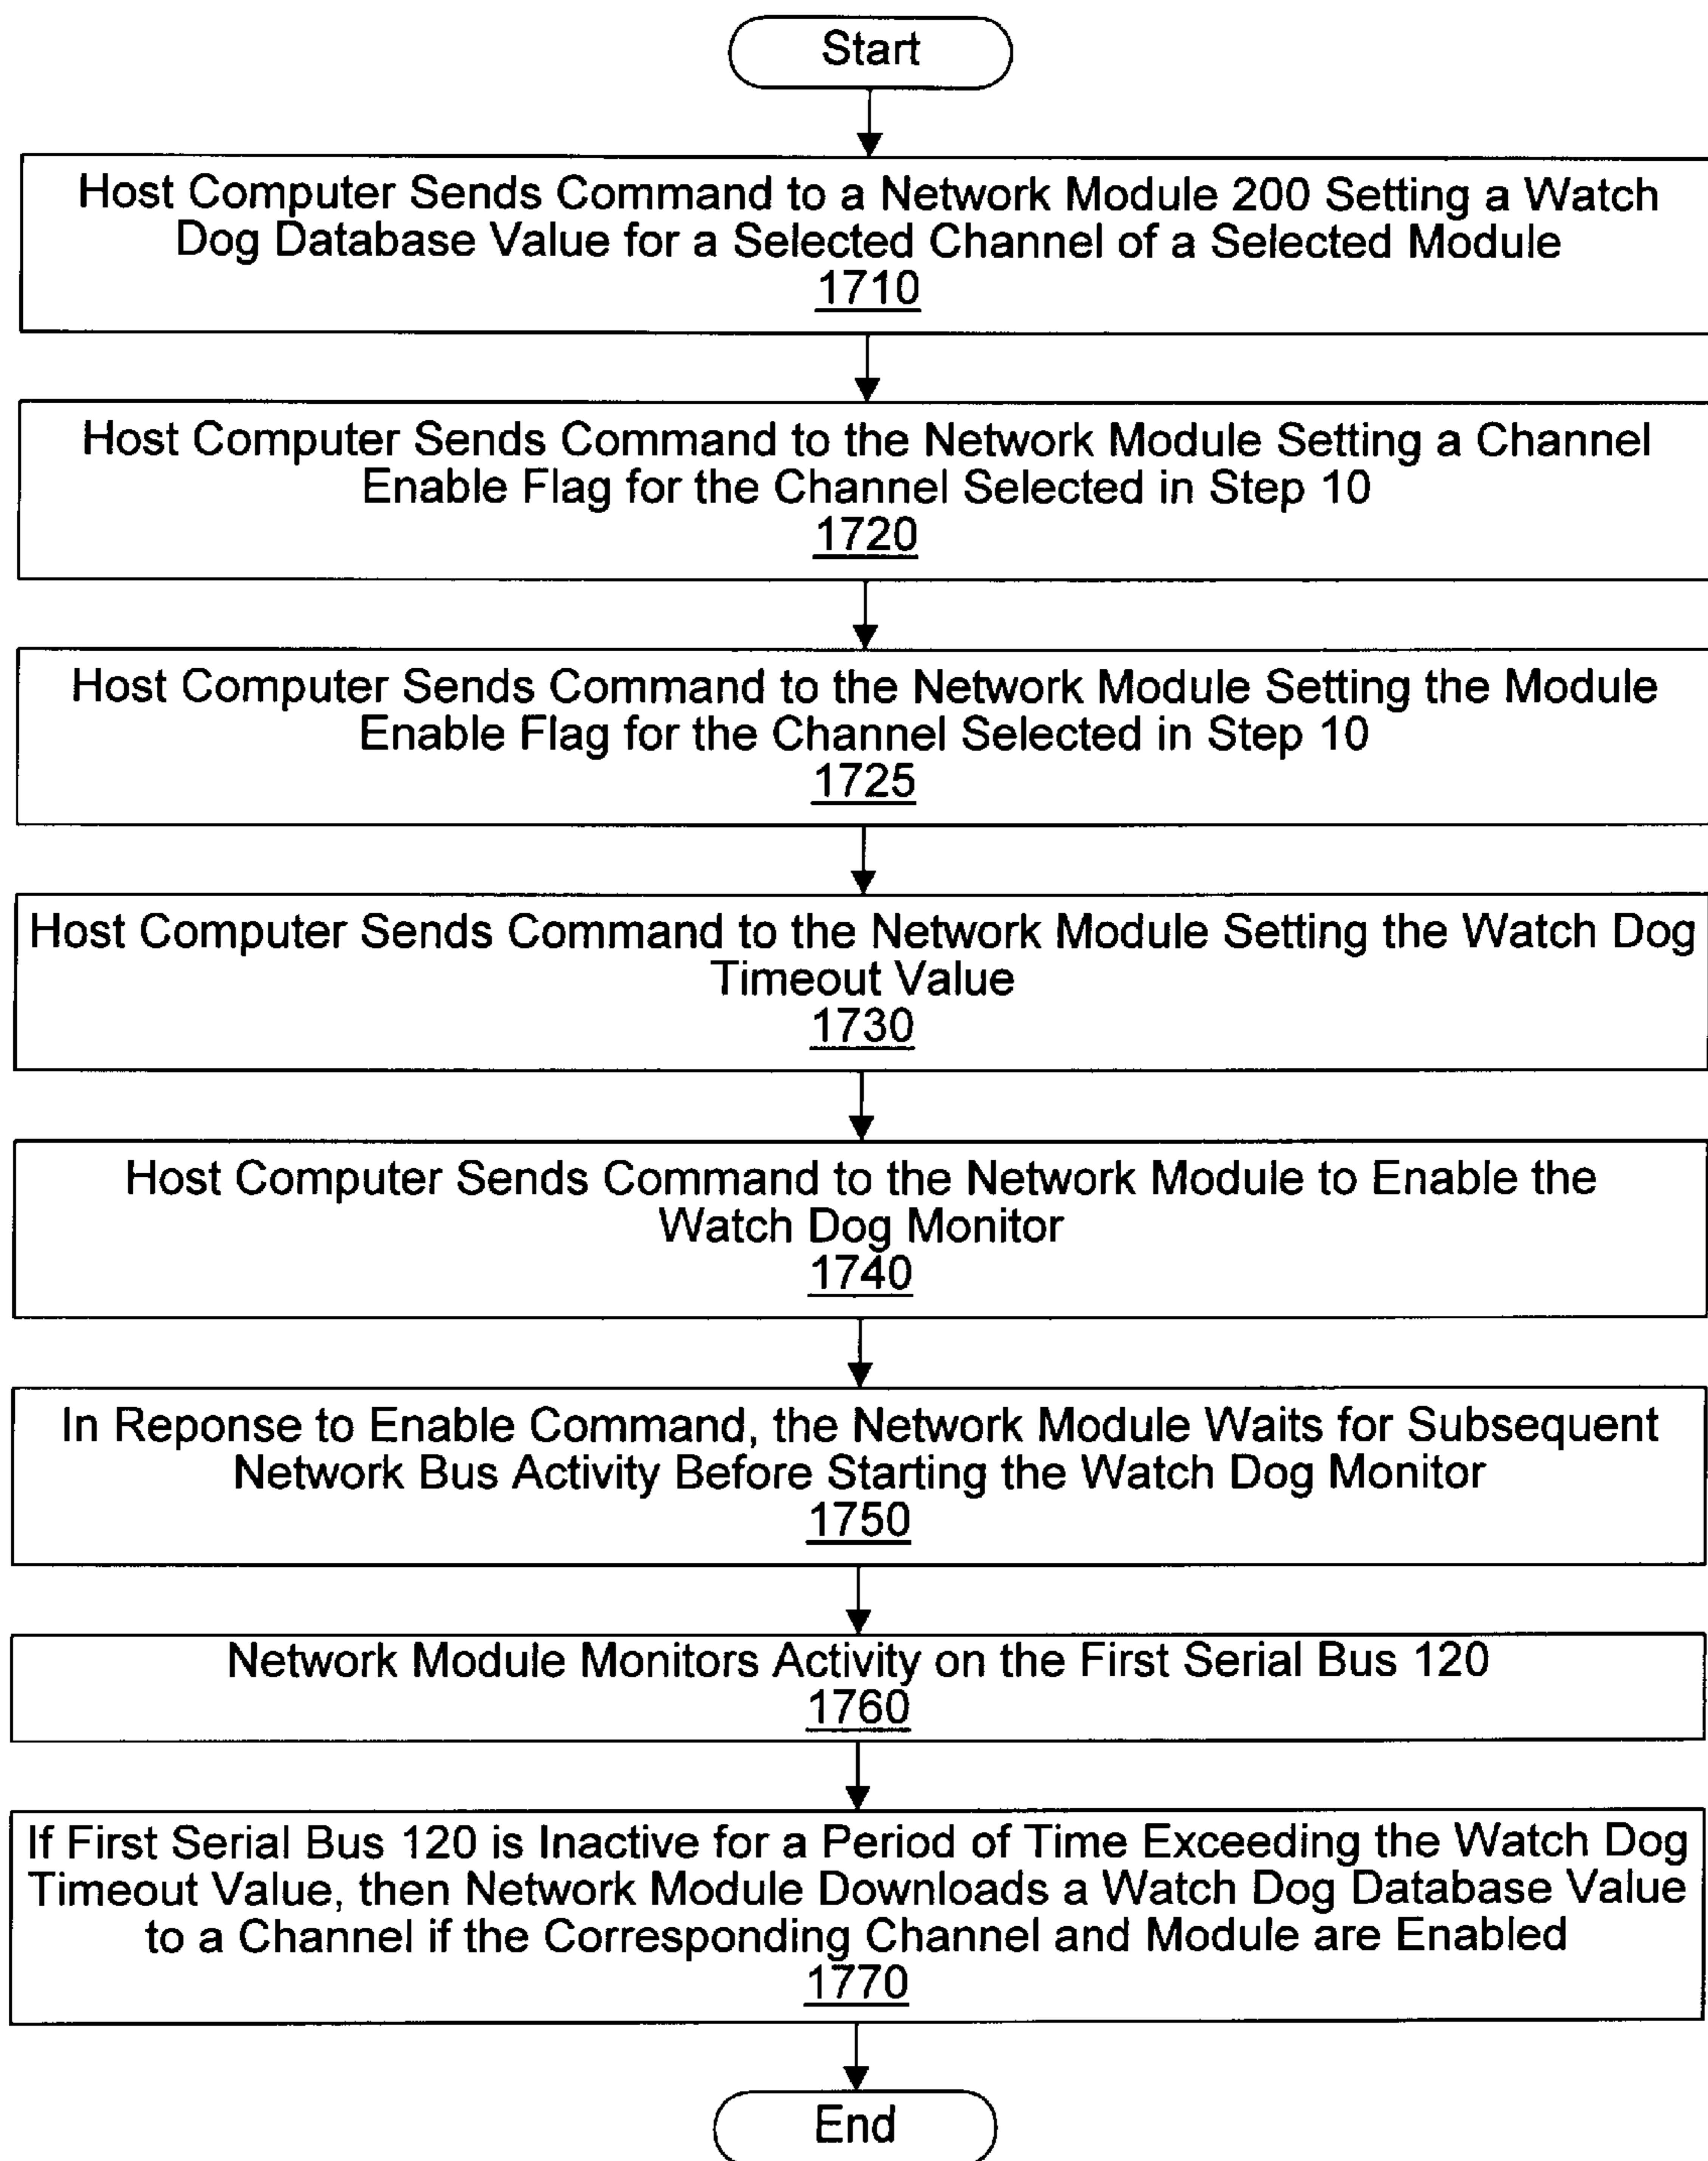 Start
Host Computer Sends Command to a Network Module 200 Setting a Watch
Dog Database Value for a Selected Channel of a Selected Module
1710
Host Computer Sends Command to the Network Module Setting a Channel
Enable Flag for the Channel Selected in Step 10
1720
Host Computer Sends Command to the Network Module Setting the Module
Enable Flag for the Channel Selected in Step 10
1725
Host Computer Sends Command to the Network Module Setting the Watch Dog
Timeout Value
1730
Host Computer Sends Command to the Network Module to Enable the
Watch Dog Monitor
1740
In Reponse to Enable Command, the Network Module Waits for Subsequent
Network Bus Activity Before Starting the Watch Dog Monitor
1750
Network Module Monitors Activity on the First Serial Bus 120
1760
If First Serial Bus 120 is Inactive for a Period of Time Exceeding the Watch Dog
Timeout Value, then Network Module Downloads a Watch Dog Database Value
to a Channel if the Corresponding Channel and Module are Enabled
1770
End